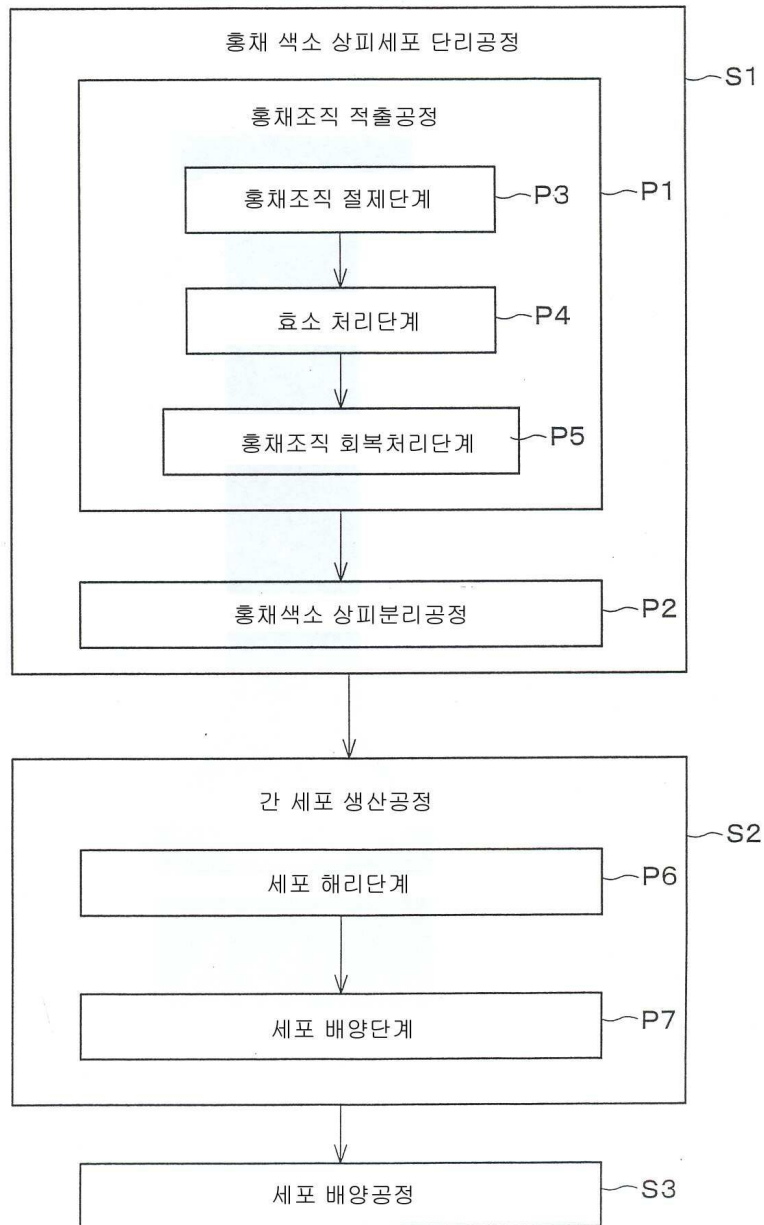 홍채 색소 상피세포 단리공정
S1
홍채조직 적출공정
P1
홍채조직 절제단계
P3
효소 처리단계
P4
홍채조직 회복처리단계
P5
홍채색소 상피분리공정
P2
간 세포 생산공정
S2
세포 해리단계
P6
세포 배양단계
P7
세포 배양공정
S3